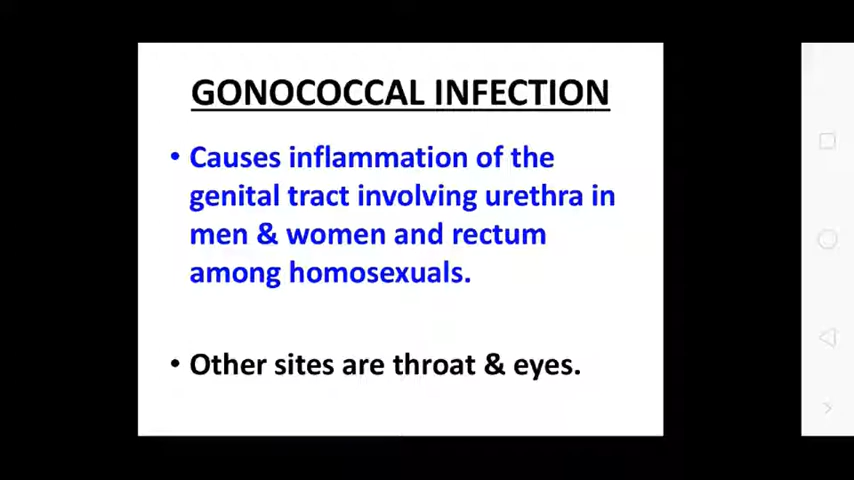 GONOCOCCAL INFECTION
• Causes inflammation of the
genital tract involving urethra in
men & women and rectum
among homosexuals.
• Other sites are throat & eyes.